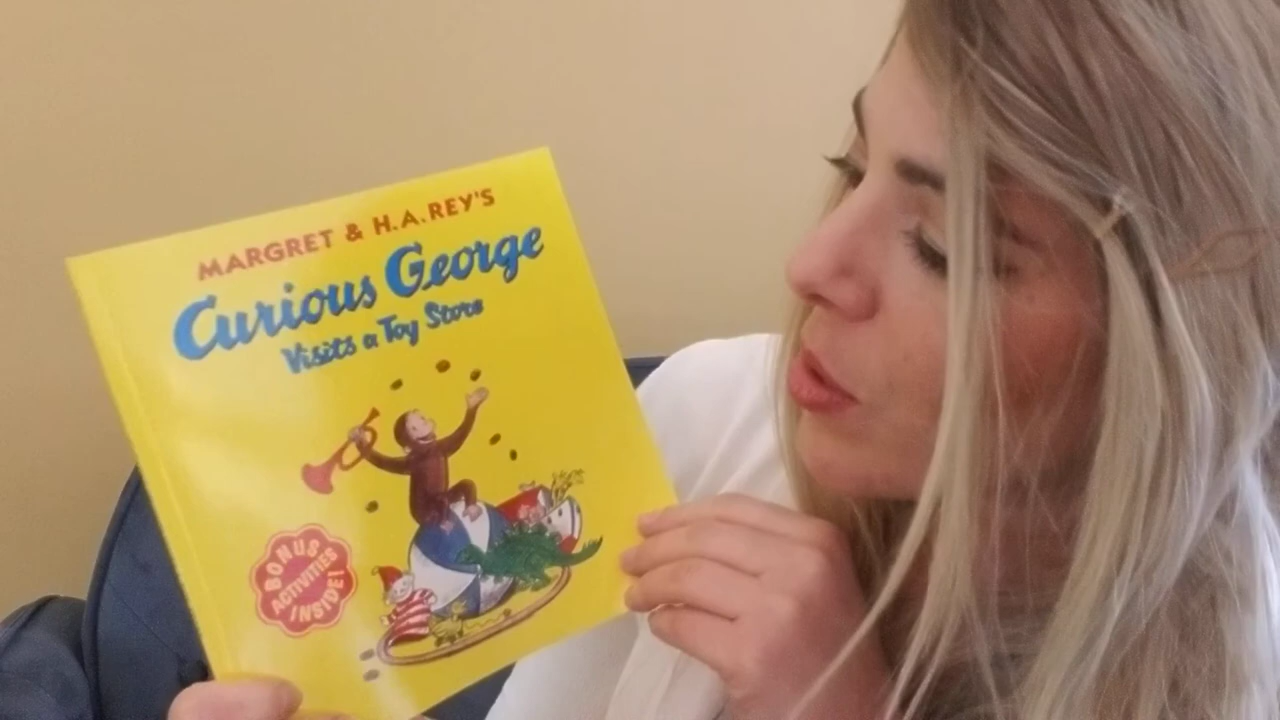 MARGRET & H.A.REY'S
Curious George
Visits a Toy Store
BONUS
ACTIVITIES
INSIDE!